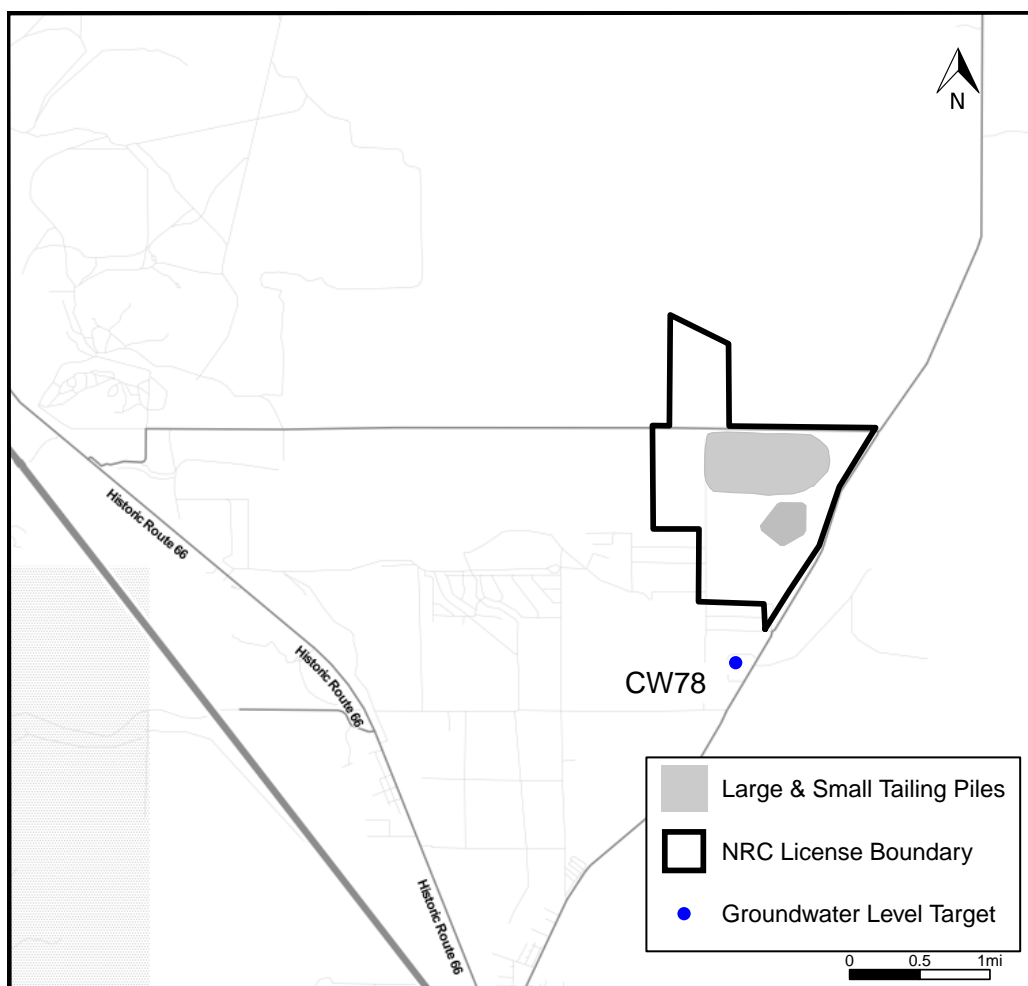 N
Historic Route 66
Historic Route 66
CW78
Historic Route 66
Large & Small Tailing Piles
NRC License Boundary
Groundwater Level Target
0 0.5 1mi